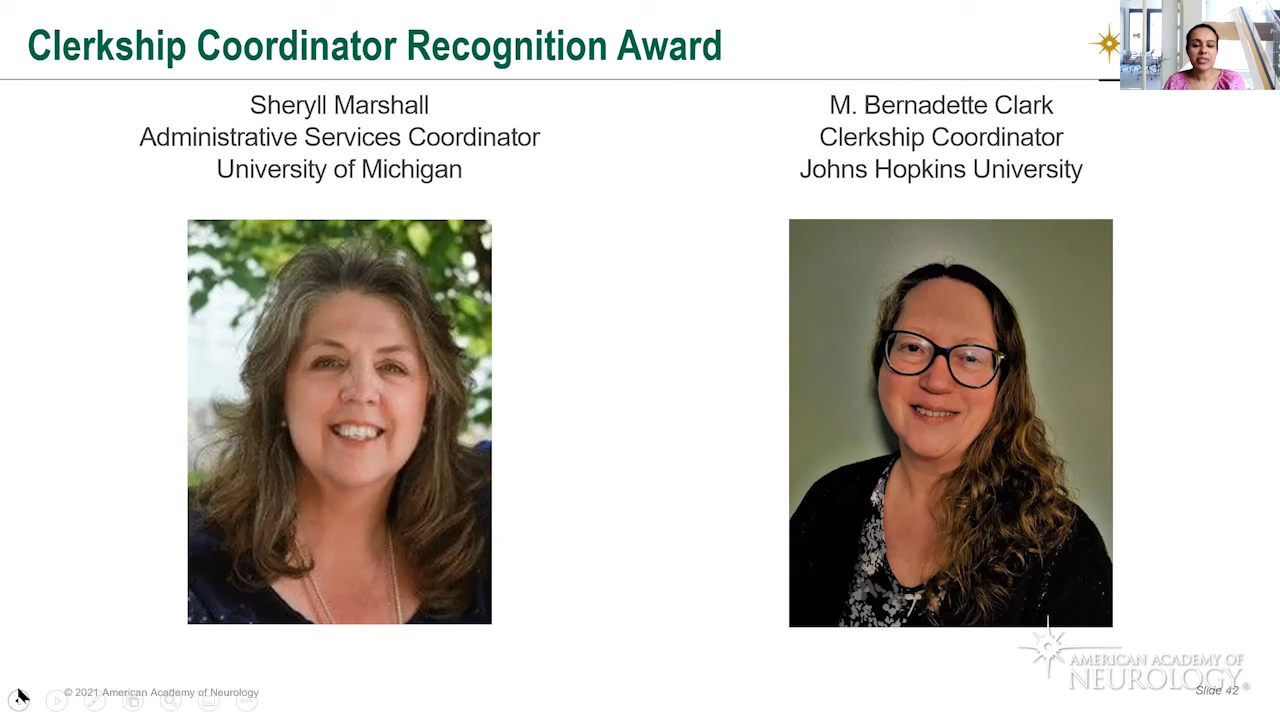 Clerkship Coordinator Recognition Award
Sheryll Marshall
Administrative Services Coordinator
University of Michigan
M. Bernadette Clark
Clerkship Coordinator
Johns Hopkins University
AMERICAN ACADEMY OF
NEUROLOGY®
© 2021 American Academy of Neurology
Slide 42